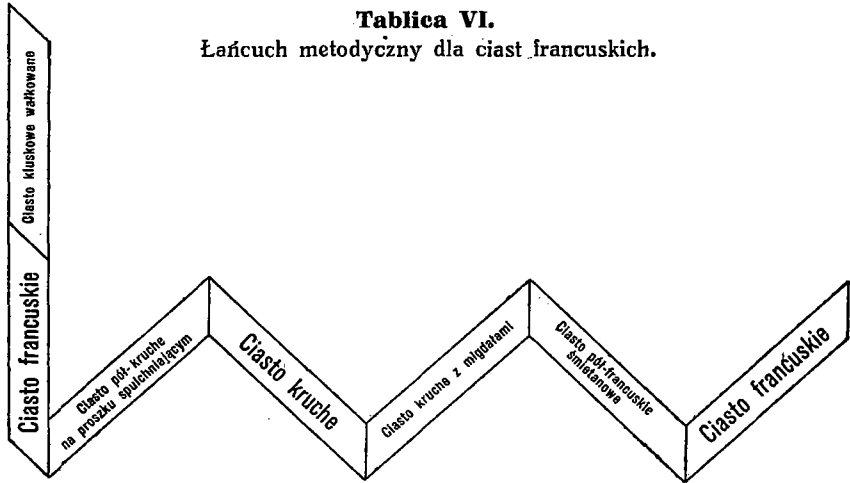 Tablica VI.
Łańcuch metodyczny dla ciast francuskich.
Ciasto kluskowe wałkowane
Ciasto francuskie
Ciasto pół-kruche
na proszku spulchniającym
Ciasto kruche
Ciasto kruche z migdałami
Ciasto pół-francuskie
śmietanowe
Ciasto francuskie